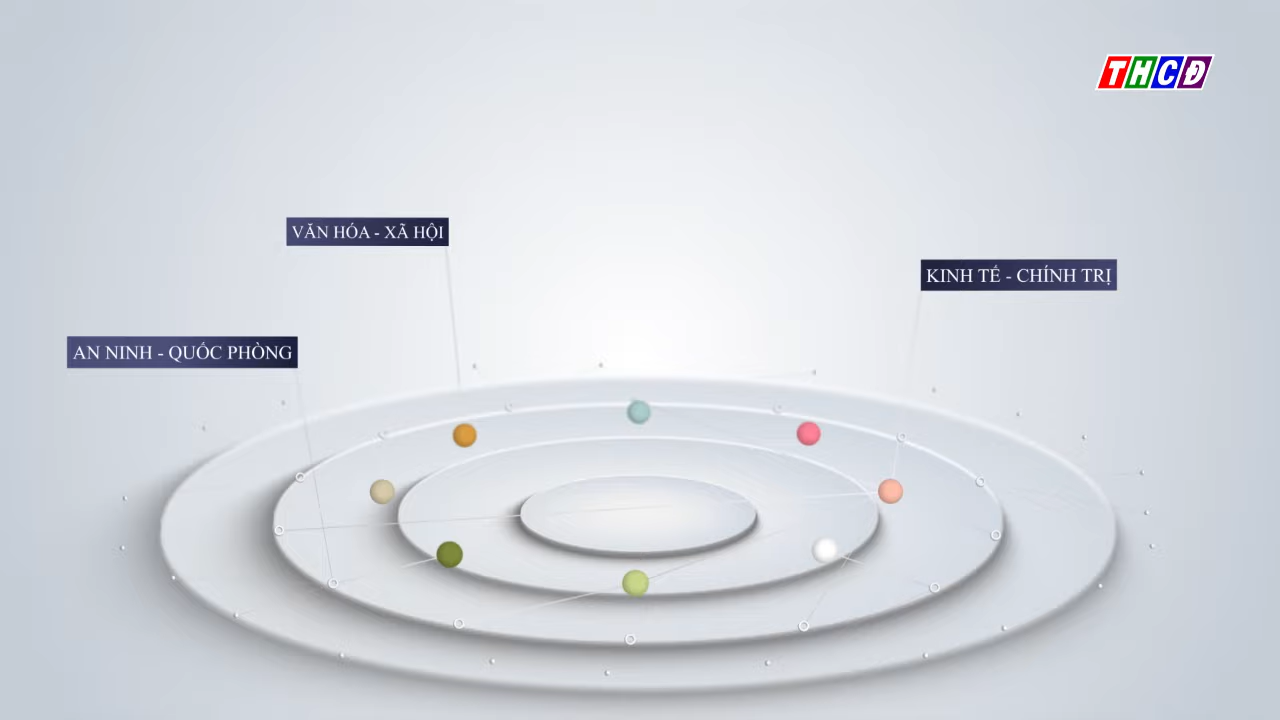 THCĐ
VĂN HÓA - XÃ HỘI
KINH TẾ - CHÍNH TRỊ
AN NINH - QUỐC PHÒNG